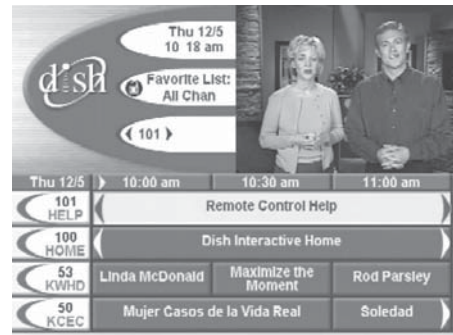 dish
Thu 12/5
10 18 am
Favorite List:
All Chan
101
Thu 12/5 10:00 am 10:30 am 11:00 am
101
HELP
Remote Control Help
100
HOME
Dish Interactive Home
53
KWHD
Linda McDonald
Maximize the
Moment
Rod Parsley
50
KCEC
Mujer Casos de la Vida Real
Soledad